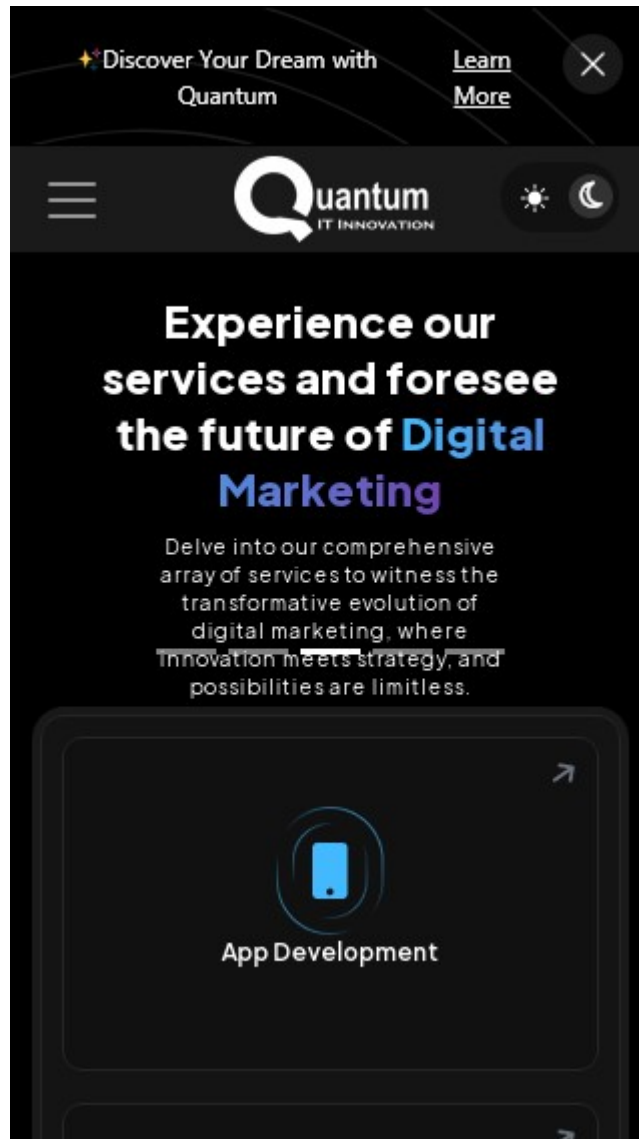 ✨Discover Your Dream with
Quantum
Learn
More
Quantum
IT INNOVATION
Experience our
services and foresee
the future of Digital
Marketing
Delve into our comprehensive
array of services to witness the
transformative evolution of
digital marketing, where
innovation meets strategy, and
possibilities are limitless.
App Development